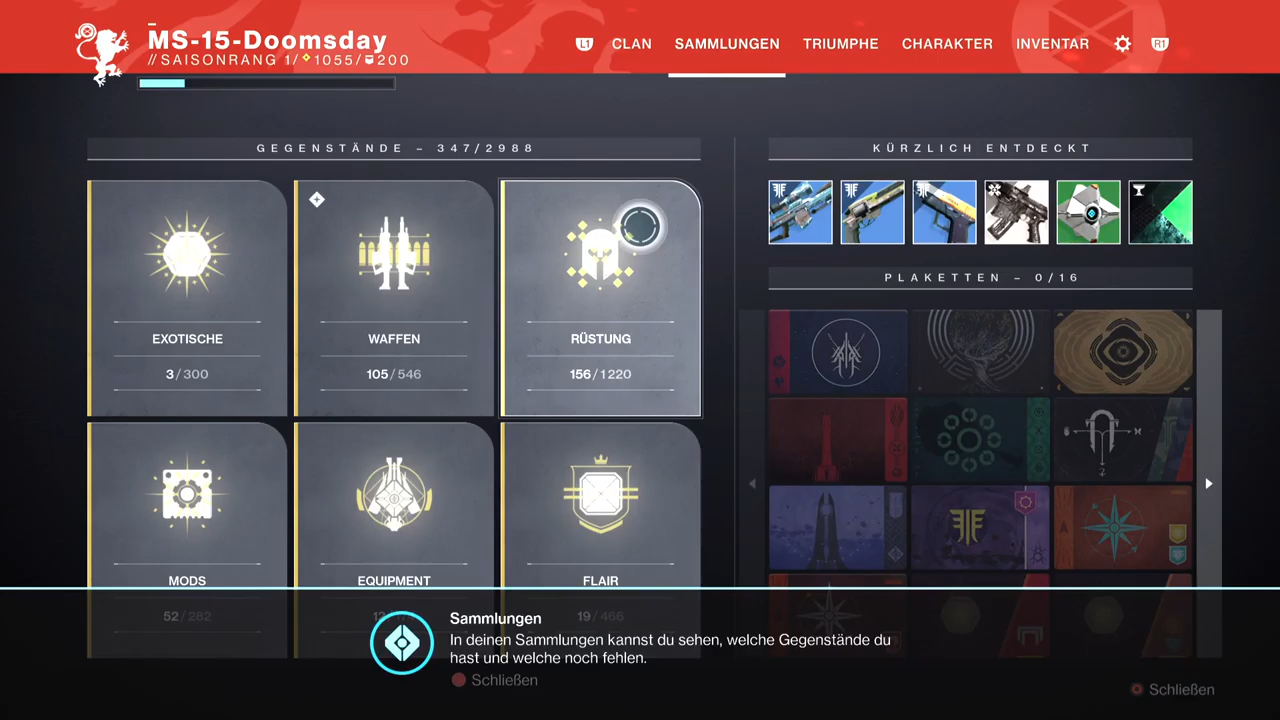 MS-15-Doomsday
//SAISONRANG 1/1055/200
L1 CLAN SAMMLUNGEN TRIUMPHE CHARAKTER INVENTAR R1
GEGENSTÄNDE – 347/2988
EXOTISCHE
3/300
WAFFEN
105/546
RÜSTUNG
156/1220
MODS
52/282
EQUIPMENT
FLAIR
19/466
KÜRZLICH ENTDECKT
PLAKETTEN – 0/16
Sammlungen
In deinen Sammlungen kannst du sehen, welche Gegenstände du
hast und welche noch fehlen.
Schließen
Schließen